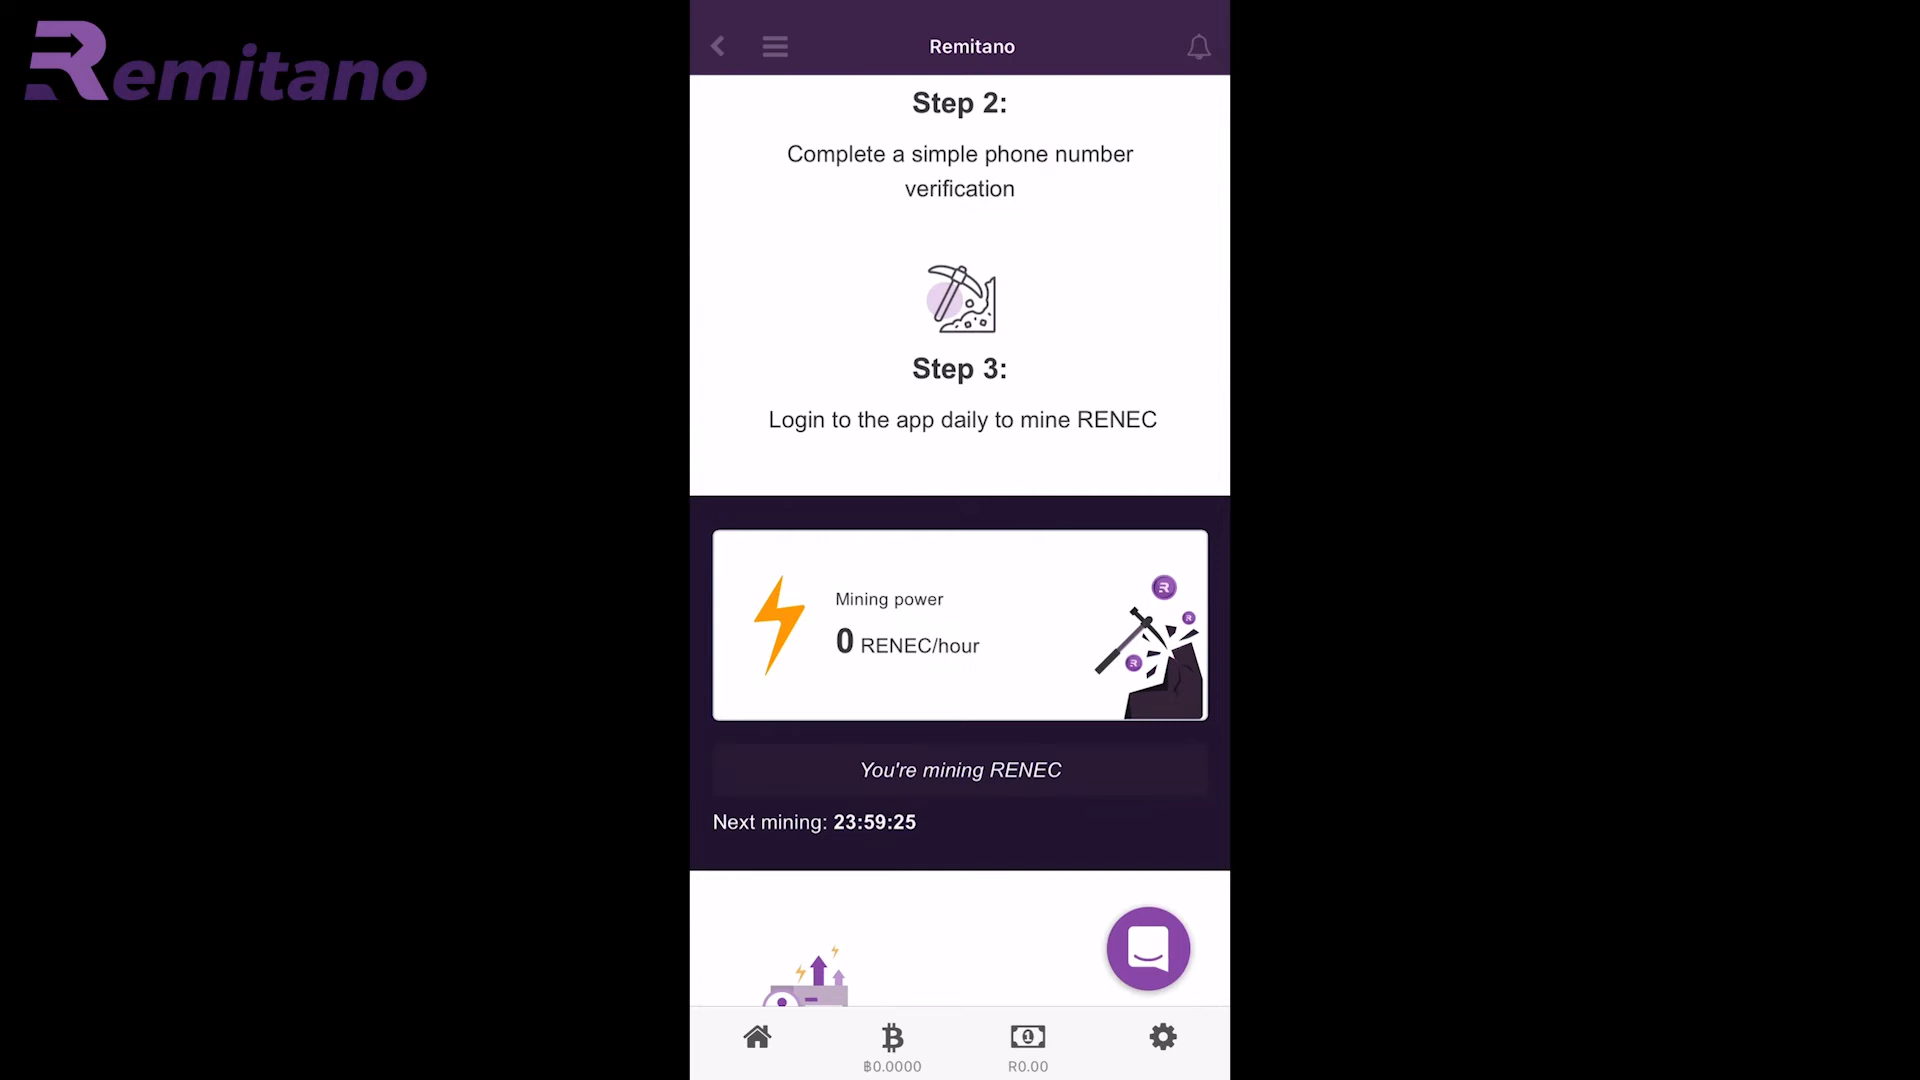 Remitano
Remitano
Step 2:
Complete a simple phone number
verification
Step 3:
Login to the app daily to mine RENEC
Mining power
0 RENEC/hour
You're mining RENEC
Next mining: 23:59:25
฿0.0000
R0.00